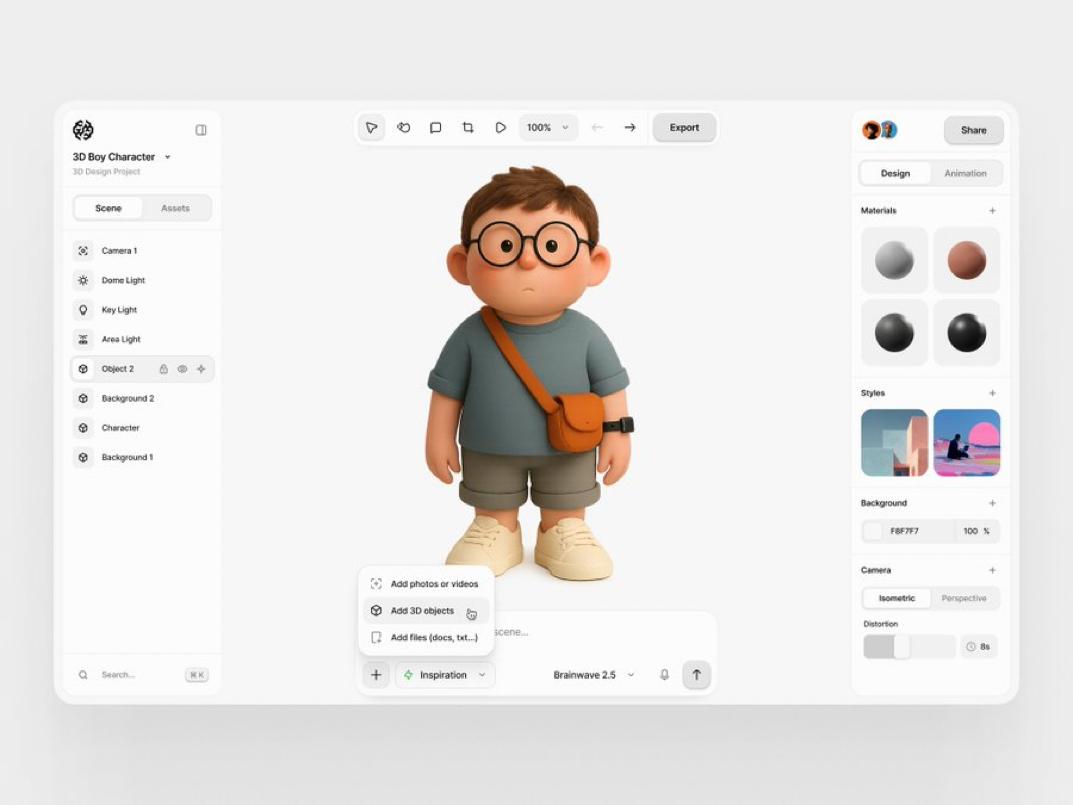 3D Boy Character
3D Design Project
Scene
Assets
Camera 1
Dome Light
Key Light
Area Light
Object 2
Background 2
Character
Background 1
Search...
⌘ K
100%
Export
Add photos or videos
Add 3D objects
Add files (docs, txt...)
scene...
Inspiration
Brainwave 2.5
Share
Design
Animation
Materials
Styles
Background
F8F7F7
100 %
Camera
Isometric
Perspective
Distortion
8s